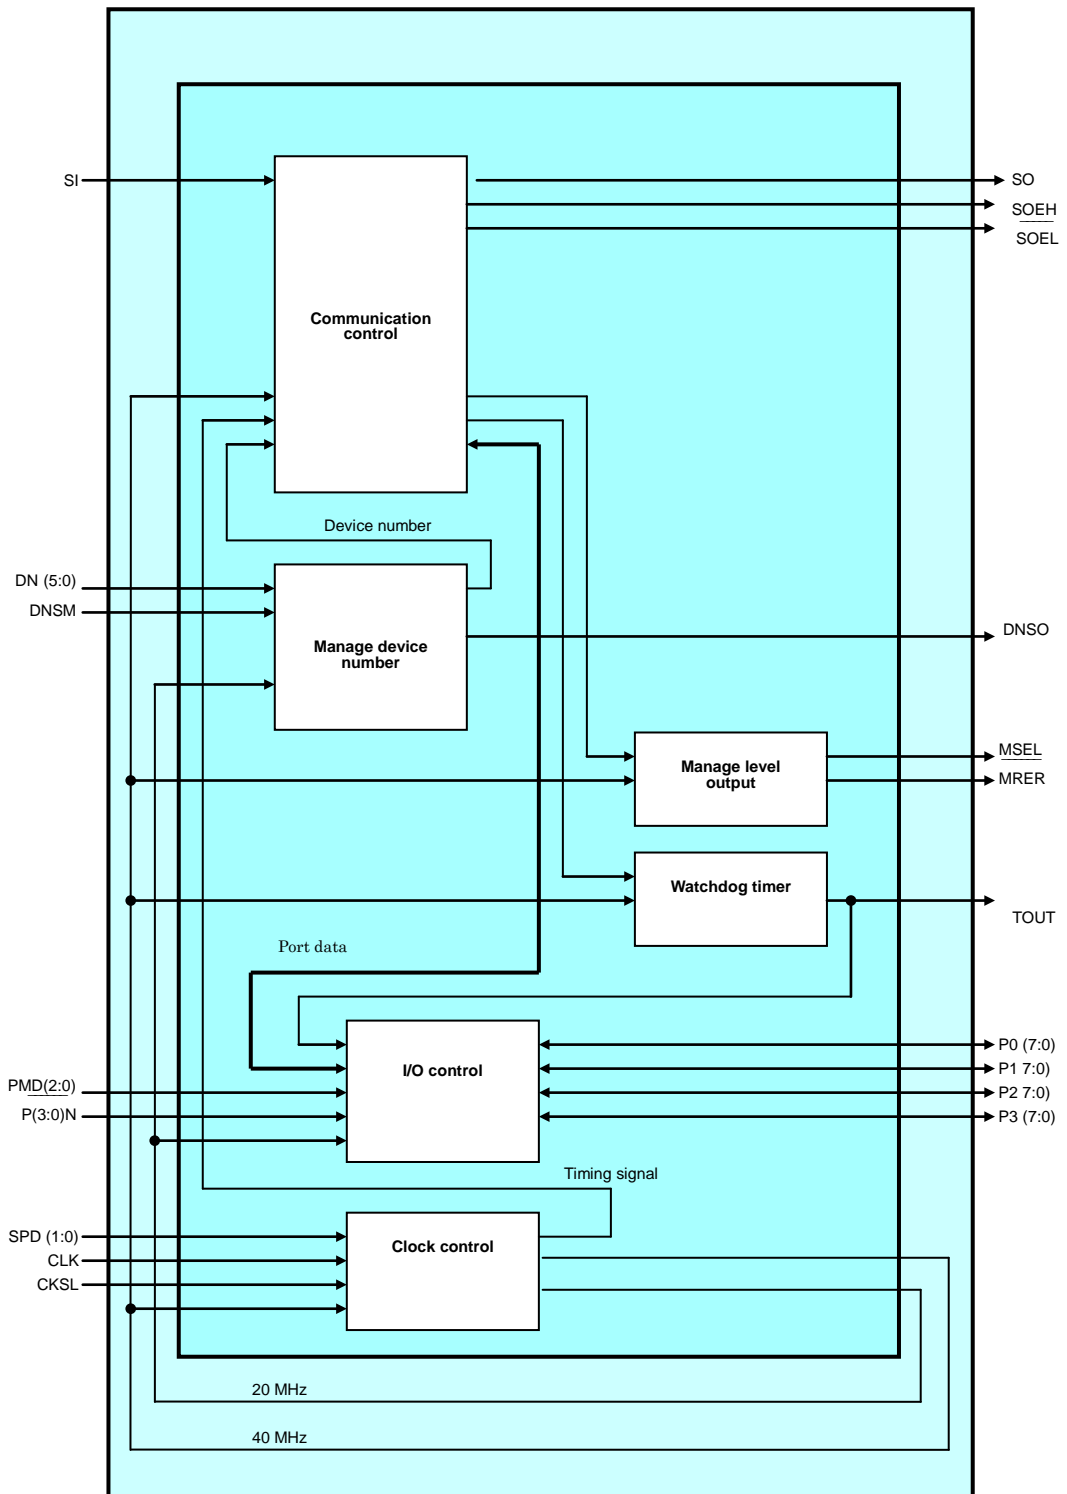 SI
SO
SOEH
SOEL
Communication
control
Device number
DN (5:0)
DNSM
DNSO
Manage device
number
MSEL
Manage level
output
MRER
Watchdog timer
TOUT
Port data
P0 (7:0)
I/O control
P1 7:0)
PMD(2:0)
P2 7:0)
P(3:0)N
P3 (7:0)
Timing signal
SPD (1:0)
Clock control
CLK
CKSL
20 MHz
40 MHz